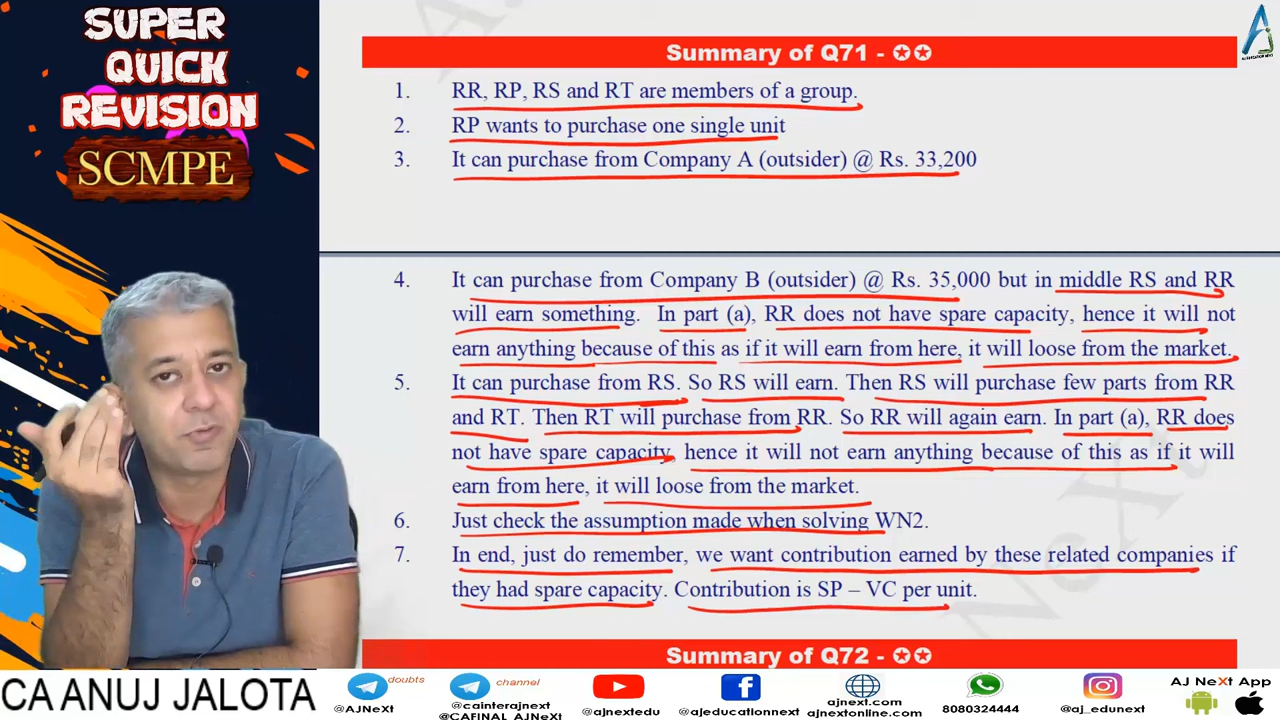 SUPER
QUICK
REVISION
SCMPE
Summary of Q71 - ✪✪
1. RR, RP, RS and RT are members of a group.
2. RP wants to purchase one single unit
3. It can purchase from Company A (outsider) @ Rs. 33,200
4. It can purchase from Company B (outsider) @ Rs. 35,000 but in middle RS and RR
will earn something. In part (a), RR does not have spare capacity, hence it will not
earn anything because of this as if it will earn from here, it will loose from the market.
5. It can purchase from RS. So RS will earn. Then RS will purchase few parts from RR
and RT. Then RT will purchase from RR. So RR will again earn. In part (a), RR does
not have spare capacity, hence it will not earn anything because of this as if it will
earn from here, it will loose from the market.
6. Just check the assumption made when solving WN2.
7. In end, just do remember, we want contribution earned by these related companies if
they had spare capacity. Contribution is SP – VC per unit.
Summary of Q72 - ✪✪
CA ANUJ JALOTA
doubts
@AJNeXt
channel
@cainterajnext
@CAFINAL_AJNeXt
@ajnextedu
@ajeducationnext
ajnext.com
ajnextonline.com
8080324444
@aj_edunext
AJ NeXt App